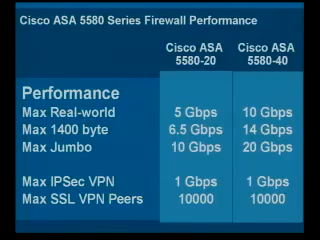 Cisco ASA 5580 Series Firewall Performance
Cisco ASA 5580-20 Cisco ASA 5580-40
Performance
Max Real-world 5 Gbps 10 Gbps
Max 1400 byte 6.5 Gbps 14 Gbps
Max Jumbo 10 Gbps 20 Gbps
Max IPSec VPN 1 Gbps 1 Gbps
Max SSL VPN Peers 10000 10000